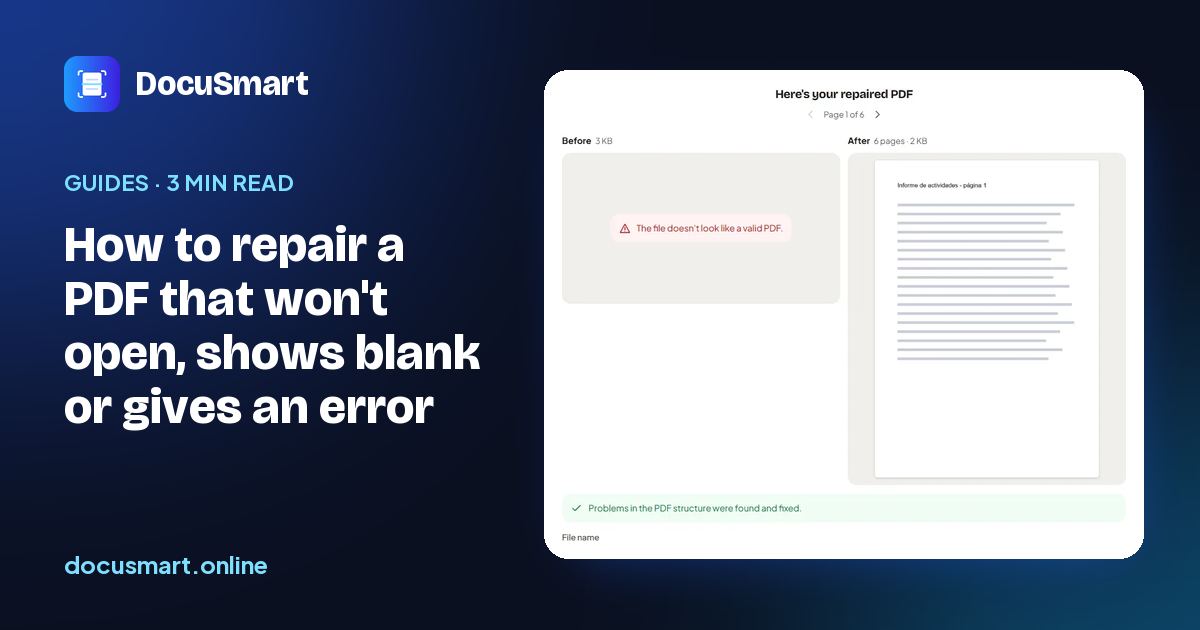 DocuSmart
GUIDES · 3 MIN READ
How to repair a
PDF that won't
open, shows blank
or gives an error
docusmart.online
Here's your repaired PDF
Page 1 of 6
Before 3 KB
The file doesn't look like a valid PDF.
After 6 pages · 2 KB
Informe de actividades - página 1
Problems in the PDF structure were found and fixed.
File name